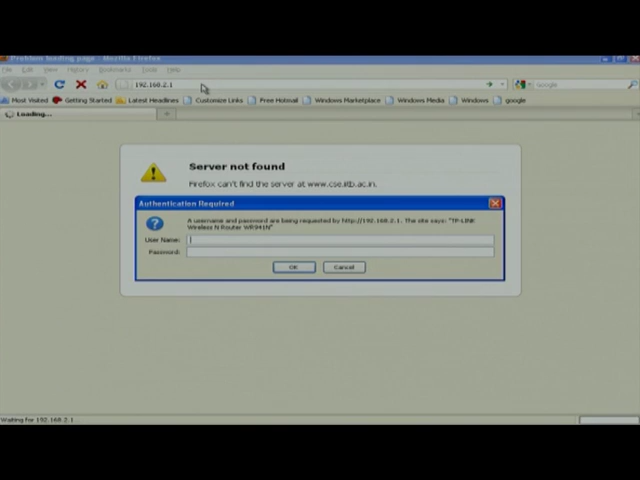 Problem loading page - Mozilla Firefox
File Edit View History Bookmarks Tools Help
192.168.2.1
Google
Most Visited Getting Started Latest Headlines Customize Links Free Hotmail Windows Marketplace Windows Media Windows google
Loading...
Server not found
Firefox can't find the server at www.cse.iitb.ac.in.
Authentication Required
A username and password are being requested by http://192.168.2.1. The site says: "TP-LINK
Wireless N Router WR941N"
User Name:
Password:
OK Cancel
Waiting for 192.168.2.1